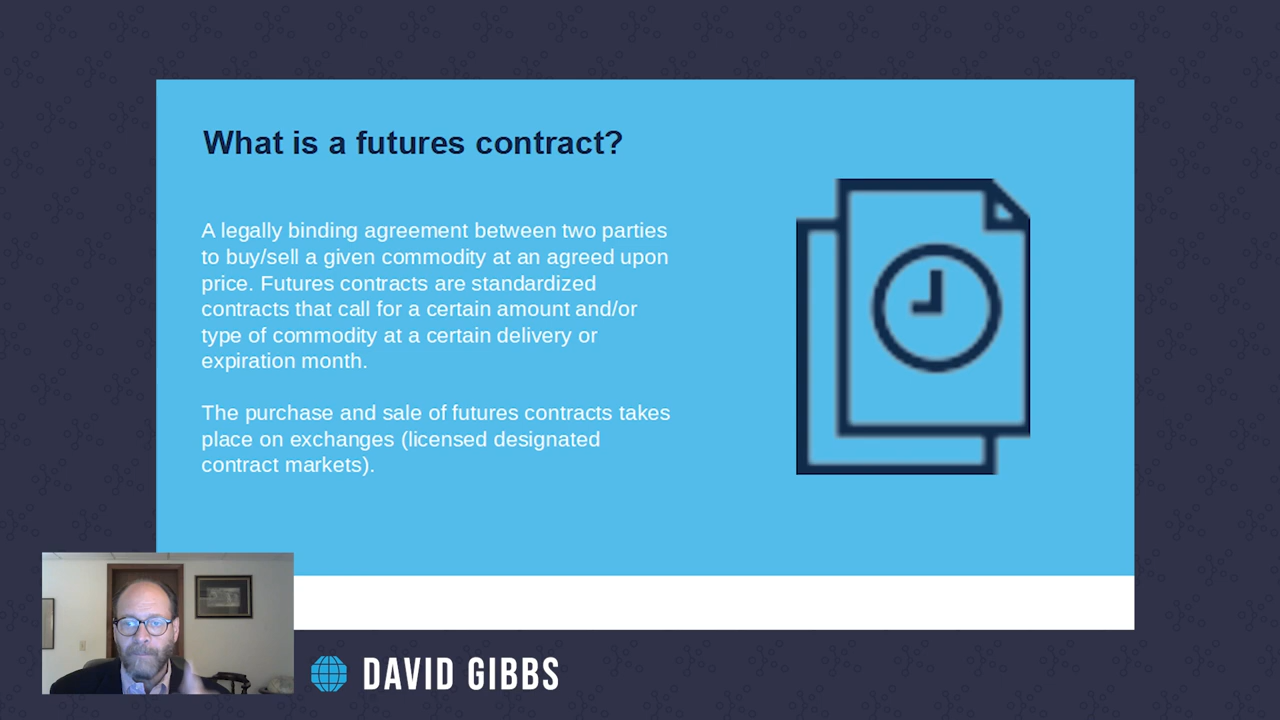 What is a futures contract?
A legally binding agreement between two parties
to buy/sell a given commodity at an agreed upon
price. Futures contracts are standardized
contracts that call for a certain amount and/or
type of commodity at a certain delivery or
expiration month.
The purchase and sale of futures contracts takes
place on exchanges (licensed designated
contract markets).
DAVID GIBBS